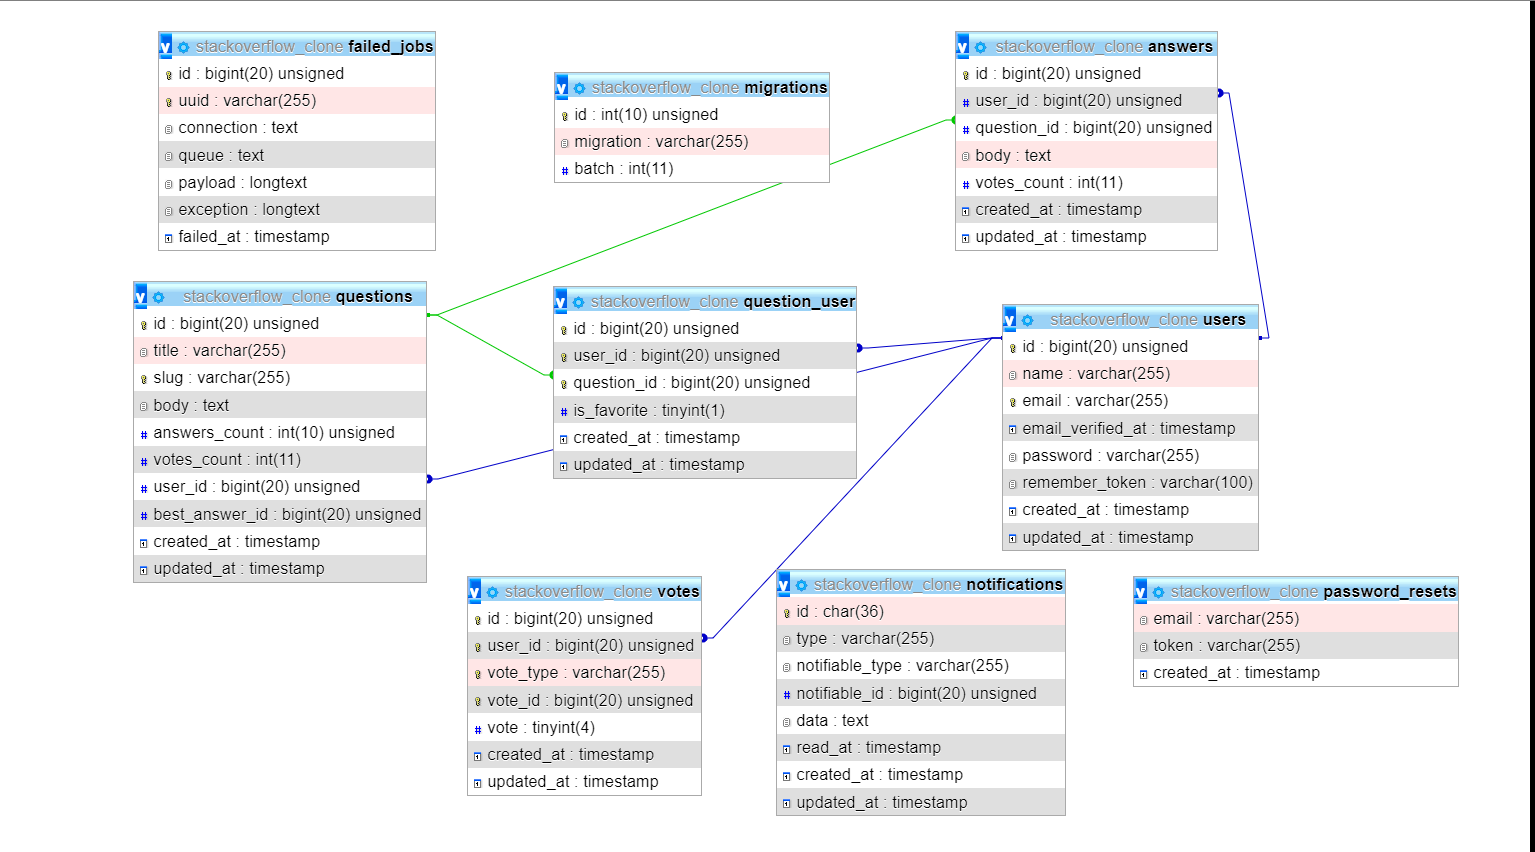 stackoverflow_clone failed_jobs
id : bigint(20) unsigned
uuid : varchar(255)
connection : text
queue : text
payload : longtext
exception : longtext
failed_at : timestamp
stackoverflow_clone migrations
id : int(10) unsigned
migration : varchar(255)
batch : int(11)
stackoverflow_clone answers
id : bigint(20) unsigned
user_id : bigint(20) unsigned
question_id : bigint(20) unsigned
body : text
votes_count : int(11)
created_at : timestamp
updated_at : timestamp
stackoverflow_clone questions
id : bigint(20) unsigned
title : varchar(255)
slug : varchar(255)
body : text
answers_count : int(10) unsigned
votes_count : int(11)
user_id : bigint(20) unsigned
best_answer_id : bigint(20) unsigned
created_at : timestamp
updated_at : timestamp
stackoverflow_clone question_user
id : bigint(20) unsigned
user_id : bigint(20) unsigned
question_id : bigint(20) unsigned
is_favorite : tinyint(1)
created_at : timestamp
updated_at : timestamp
stackoverflow_clone users
id : bigint(20) unsigned
name : varchar(255)
email : varchar(255)
email_verified_at : timestamp
password : varchar(255)
remember_token : varchar(100)
created_at : timestamp
updated_at : timestamp
stackoverflow_clone votes
id : bigint(20) unsigned
user_id : bigint(20) unsigned
vote_type : varchar(255)
vote_id : bigint(20) unsigned
vote : tinyint(4)
created_at : timestamp
updated_at : timestamp
stackoverflow_clone notifications
id : char(36)
type : varchar(255)
notifiable_type : varchar(255)
notifiable_id : bigint(20) unsigned
data : text
read_at : timestamp
created_at : timestamp
updated_at : timestamp
stackoverflow_clone password_resets
email : varchar(255)
token : varchar(255)
created_at : timestamp